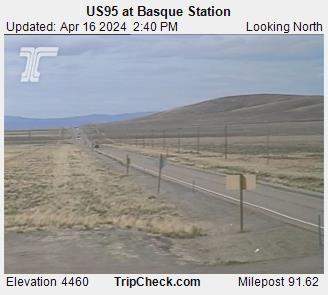 US95 at Basque Station
Updated: Apr 16 2024 2:40 PM Looking North
Elevation 4460 TripCheck.com Milepost 91.62